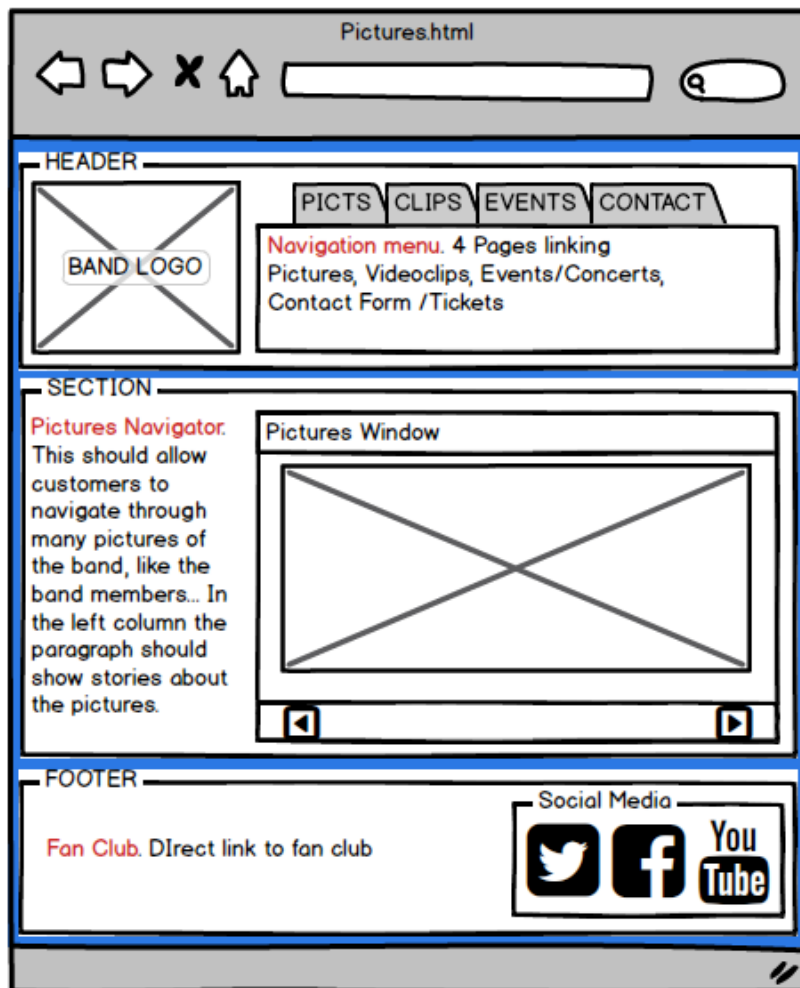 Pictures.html
HEADER
BAND LOGO
PICTS CLIPS EVENTS CONTACT
Navigation menu. 4 Pages linking
Pictures, Videoclips, Events/Concerts,
Contact Form /Tickets
SECTION
Pictures Navigator.
This should allow
customers to
navigate through
many pictures of
the band, like the
band members... In
the left column the
paragraph should
show stories about
the pictures.
Pictures Window
FOOTER
Fan Club. DIrect link to fan club
Social Media
You
Tube